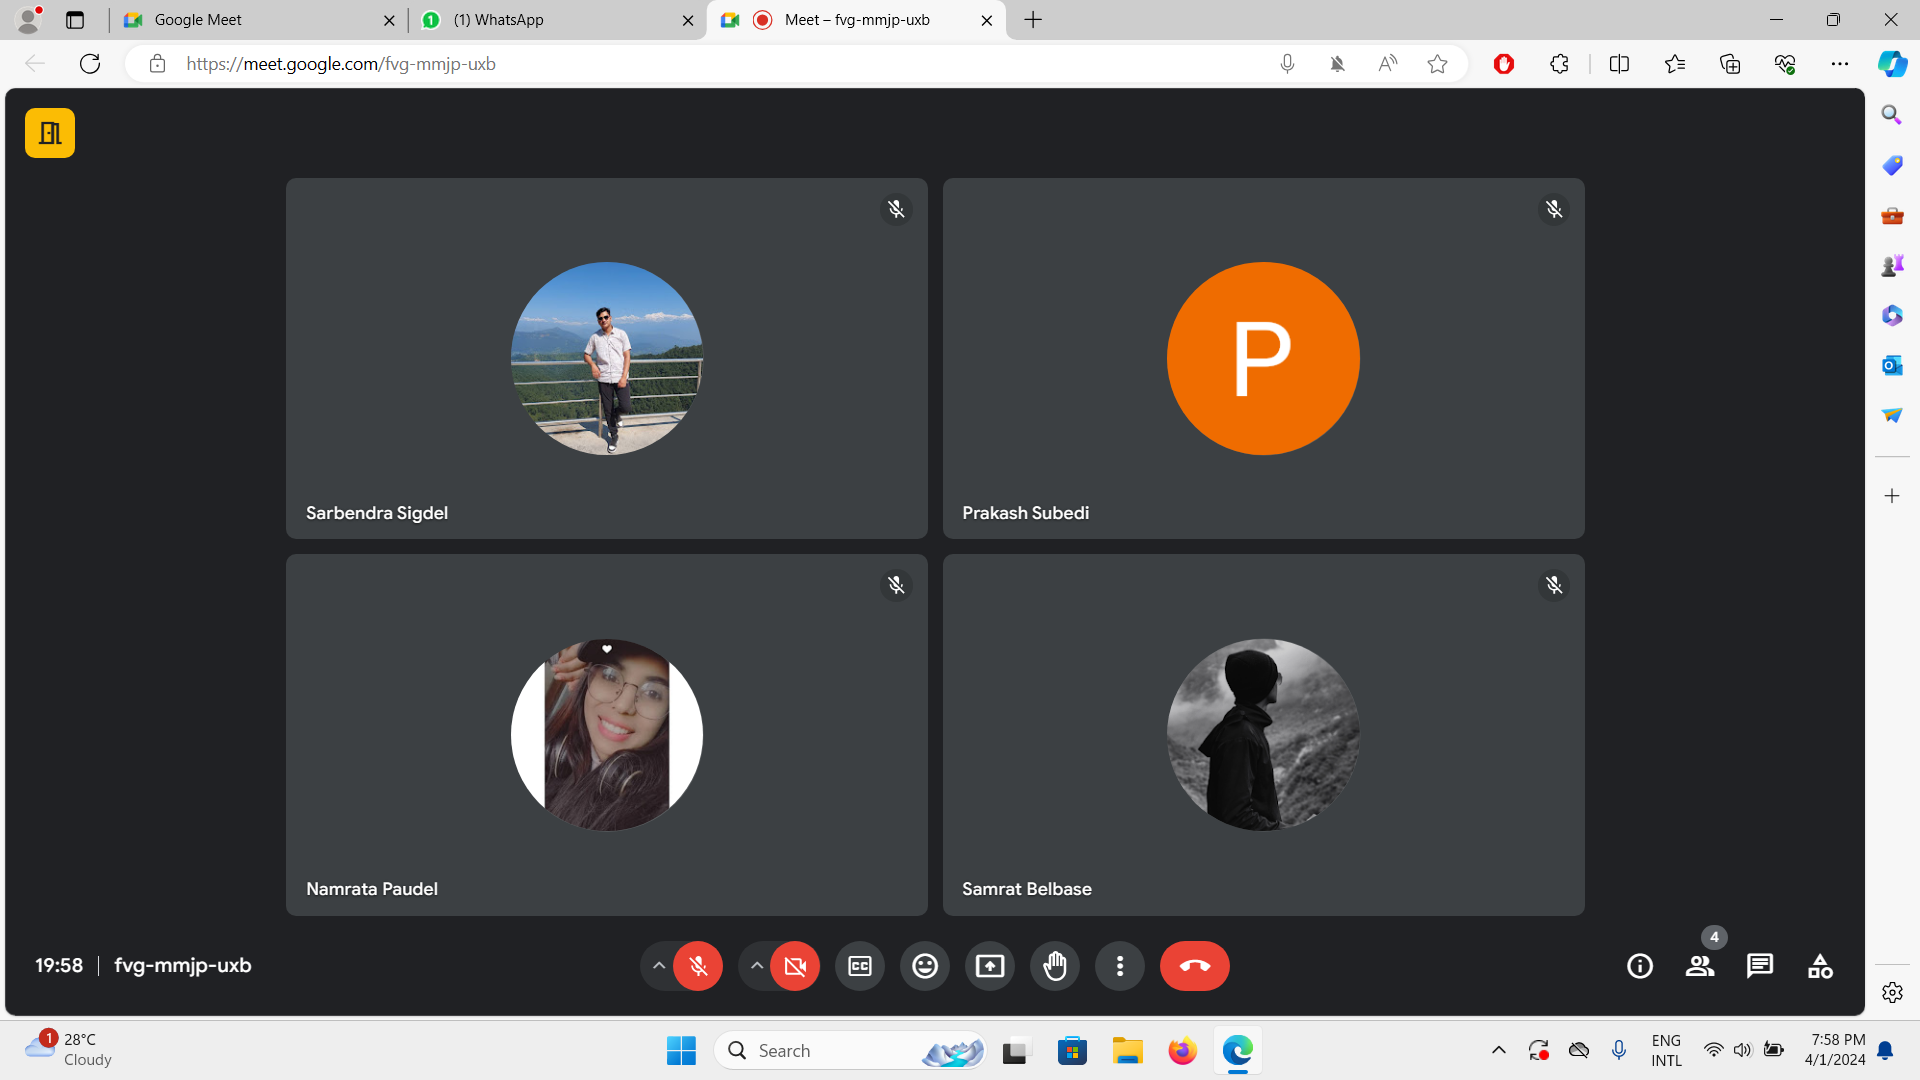 Google Meet
1
(1) WhatsApp
Meet – fvg-mmjp-uxb
https://meet.google.com/fvg-mmjp-uxb
P
Sarbendra Sigdel
Prakash Subedi
Namrata Paudel
Samrat Belbase
19:58 | fvg-mmjp-uxb
CC
4
1
28°C
Cloudy
Search
ENG
INTL
7:58 PM
4/1/2024